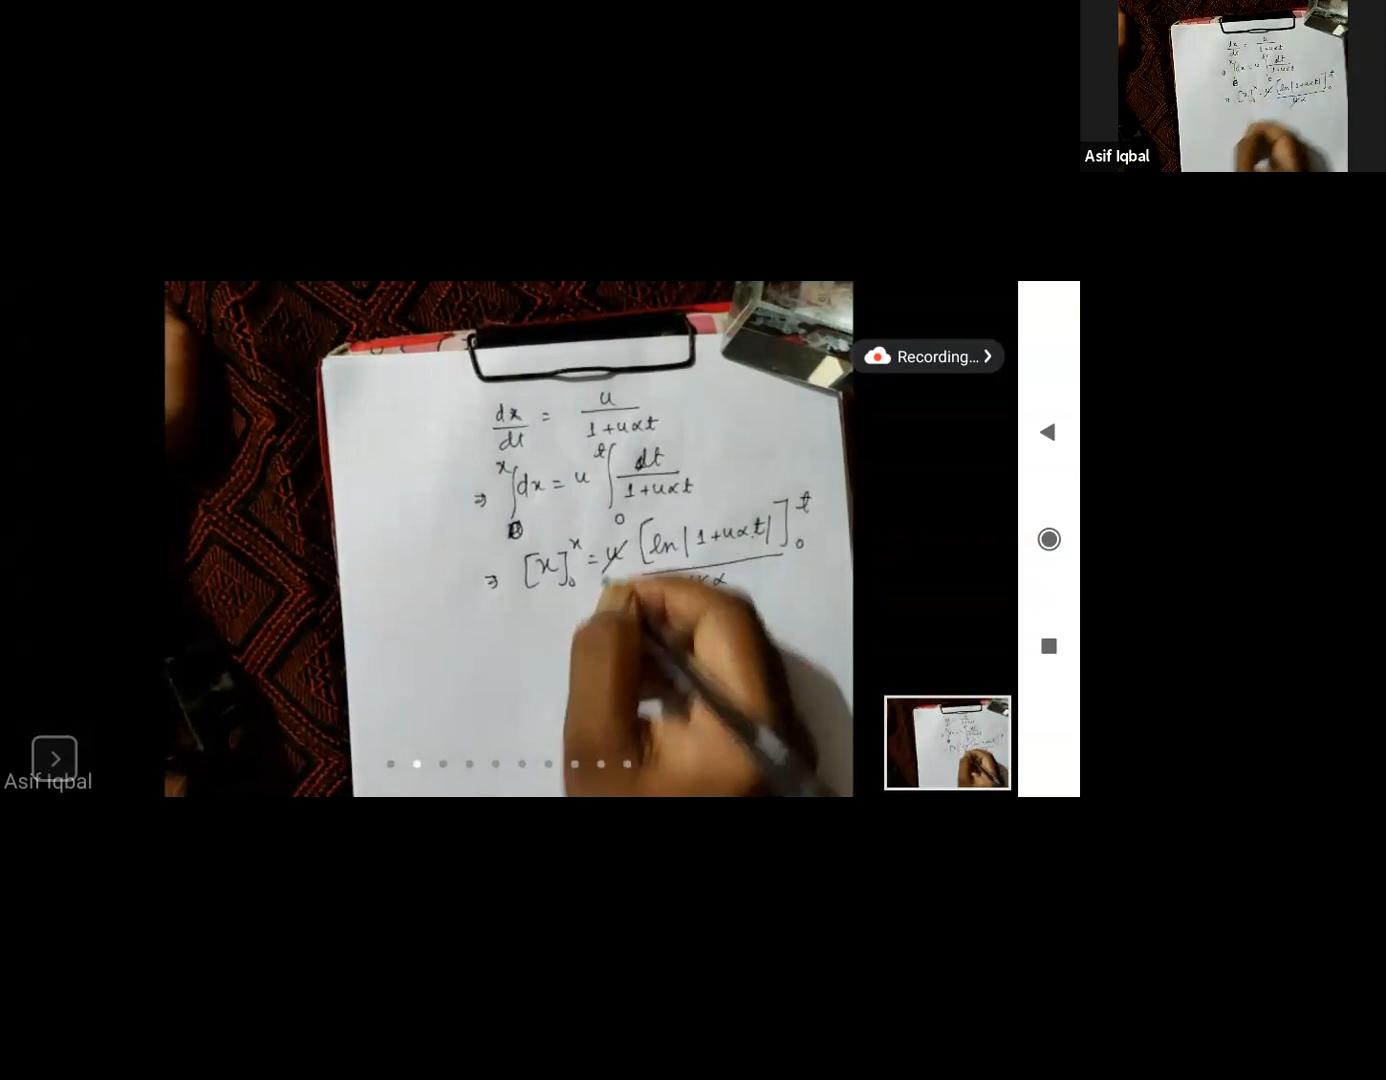 Asif Iqbal
Recording...
dx/dt = u/(1+uαt)
⇒ ∫₀ˣ dx = u ∫₀ᵗ dt/(1+uαt)
⇒ [x]₀ˣ = u [ln|1+uαt|]₀ᵗ / uα
Asif Iqbal